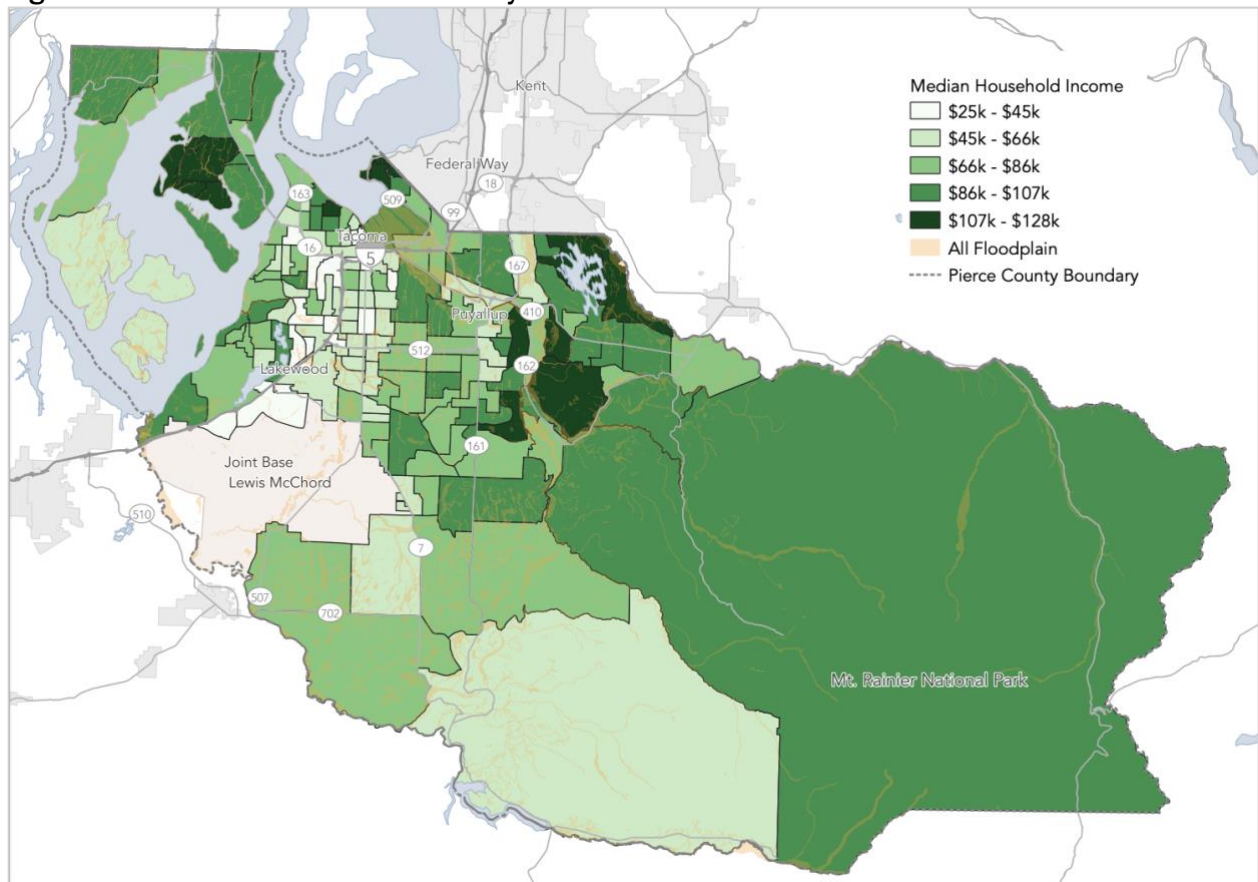 Kent
Median Household Income
$25k - $45k
$45k - $66k
$66k - $86k
$86k - $107k
$107k - $128k
All Floodplain
Pierce County Boundary
Federal Way
18
163
509
99
Tacoma
16
5
167
Puyallup
410
512
162
Lakewood
161
Joint Base
Lewis McChord
510
7
507
702
Mt. Rainier National Park